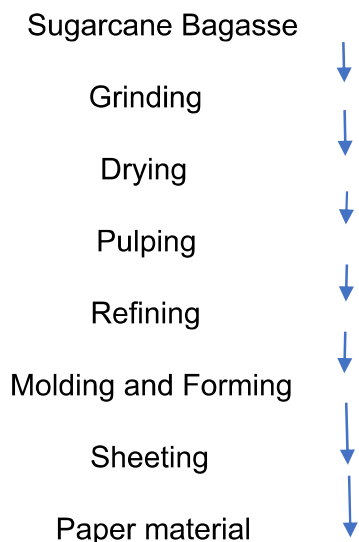 Sugarcane Bagasse
Grinding
Drying
Pulping
Refining
Molding and Forming
Sheeting
Paper material